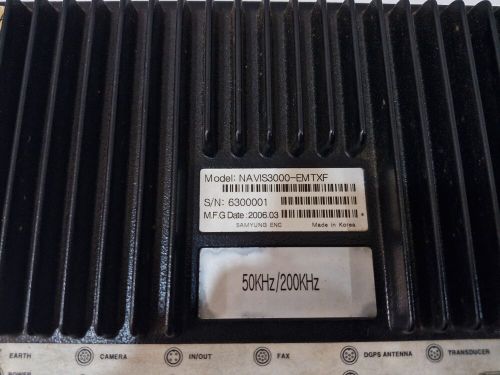 Model: NAVIS3000-EMTXF
S/N: 6300001
M.F.G Date: 2006.03
SAMYUNG ENC Made in Korea
50KHz/200KHz
EARTH CAMERA IN/OUT FAX DGPS ANTENNA TRANSDUCER
POWER